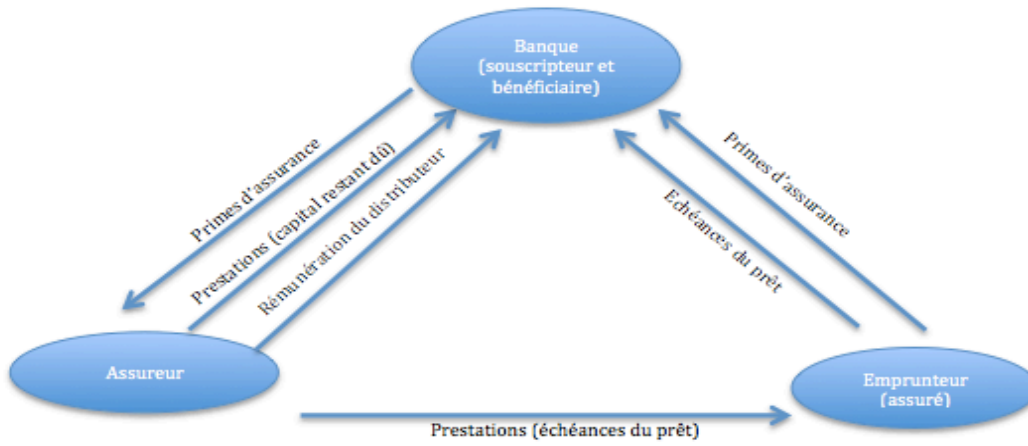 Banque
(souscripteur et
bénéficiaire)
Primes d'assurance
Prestations (capital restant dû)
Rémunération du distributeur
Primes d'assurance
Echéances du prêt
Assureur
Emprunteur
(assuré)
Prestations (échéances du prêt)